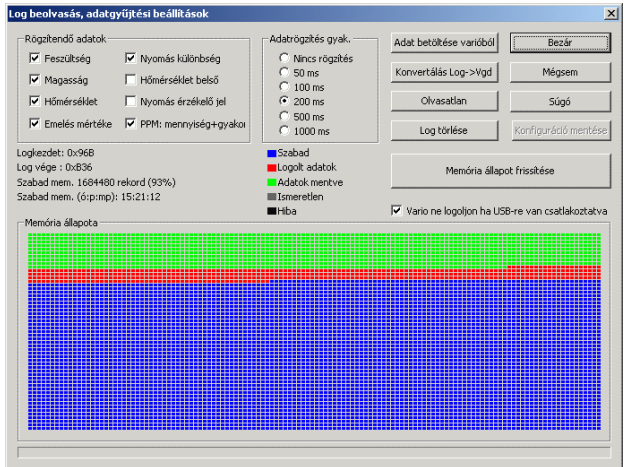 Log beolvasás, adatgyűjtési beállítások
Rögzítendő adatok
Feszültség
Nyomás különbség
Magasság
Hőmérséklet belső
Hőmérséklet
Nyomás érzékelő jel
Emelés mértéke
PPM: mennyiség+gyakor
Adatrögzítés gyak.
Nincs rögzítés
50 ms
100 ms
200 ms
500 ms
1000 ms
Adat betöltése varióból
Bezár
Konvertálás Log->Vgd
Mégsem
Olvasatlan
Súgó
Log törlése
Konfiguráció mentése
Logkezdet: 0x96B
Log vége : 0xB36
Szabad mem. 1684480 rekord (93%)
Szabad mem. (ó:p:mp): 15:21:12
Szabad
Logolt adatok
Adatok mentve
Ismeretlen
Hiba
Memória állapot frissítése
Vario ne logoljon ha USB-re van csatlakoztatva
Memória állapota